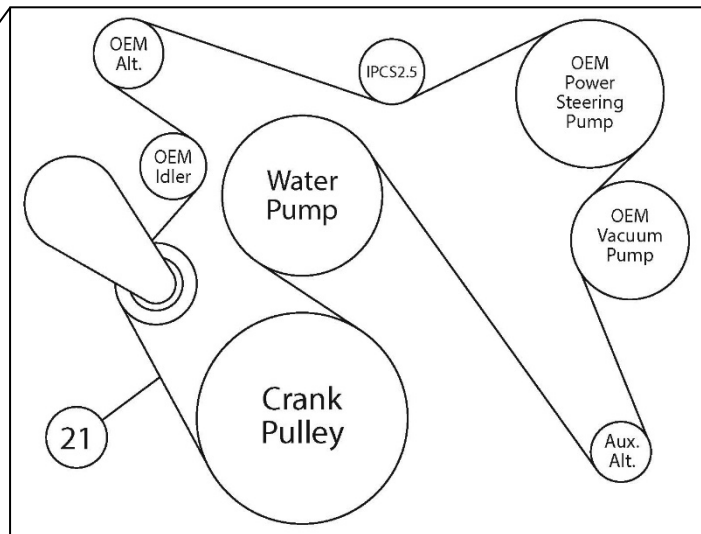 OEM
Alt.
IPCS2.5
OEM
Power
Steering
Pump
OEM
Idler
Water
Pump
OEM
Vacuum
Pump
Crank
Pulley
21
Aux.
Alt.